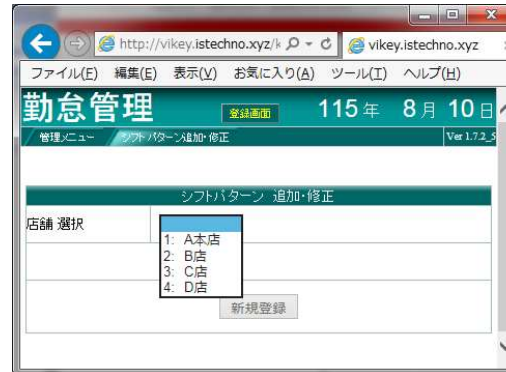 http://vikey.istechno.xyz/k
vikey.istechno.xyz
ファイル(F) 編集(E) 表示(V) お気に入り(A) ツール(T) ヘルプ(H)
勤怠管理 登録画面 115 年 8 月 10 日
管理メニュー シフトパターン追加・修正 Ver 1.7.2_5
シフトパターン 追加・修正
店舗 選択
1: A本店
2: B店
3: C店
4: D店
新規登録